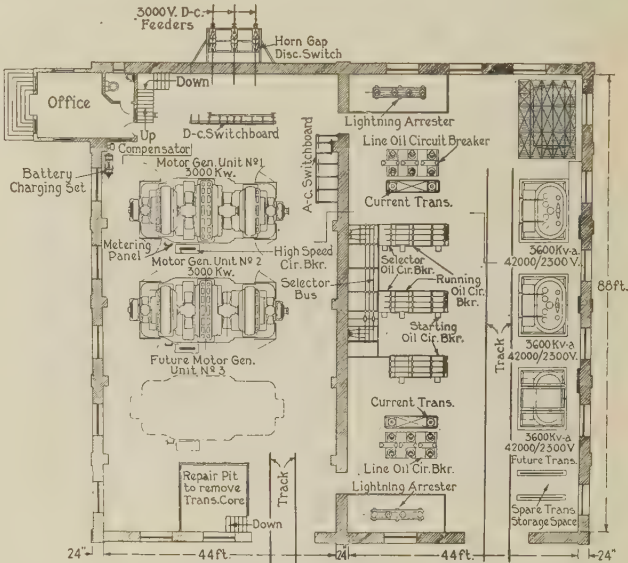 3000 V. D-c.
Feeders
Horn Gap
Disc. Switch
Down
Office
Up
D-c. Switchboard
Lightning Arrester
Line Oil Circuit Breaker
Compensator
Battery
Charging Set
Motor Gen. Unit Nº 1
3000 Kw.
A-c. Switchboard
Current Trans.
Metering
Panel
High Speed
Cir. Bkr.
Motor Gen. Unit Nº 2
3000 Kw.
Selector
Bus
Selector
Oil Cir. Bkr.
Running
Oil Cir.
Bkr.
Starting
Oil Cir. Bkr.
3600 Kv-a.
42000/2300 V.
Track
88 ft.
3600 Kv-a
42000/2300 V.
Future Motor Gen.
Unit Nº 3
Current Trans.
Line Oil Cir. Bkr.
3600 Kv-a
42000/2300 V
Future Trans.
Repair Pit
to remove
Trans. Core
Track
Lightning Arrester
Spare Trans
Storage Space
Down
24"
44 ft.
24"
44 ft.
24"